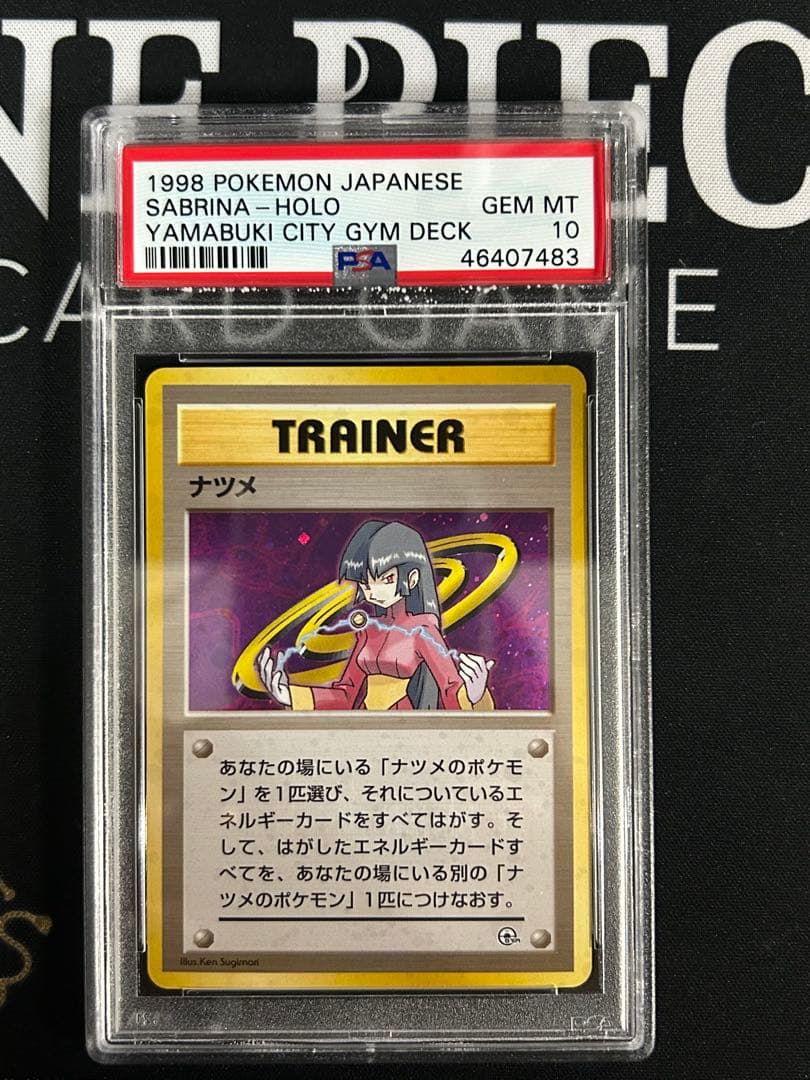 NE PIEC
CARD GAME
1998 POKEMON JAPANESE
SABRINA-HOLO GEM MT
YAMABUKI CITY GYM DECK 10
PSA 46407483
TRAINER
ナツメ
あなたの場にいる「ナツメのポケモ
ン」を1匹選び、それについているエ
ネルギーカードをすべてはがす。そ
して、はがしたエネルギーカードす
べてを、あなたの場にいる別の「ナ
ツメのポケモン」1匹につけなおす。
Illus. Ken Sugimori